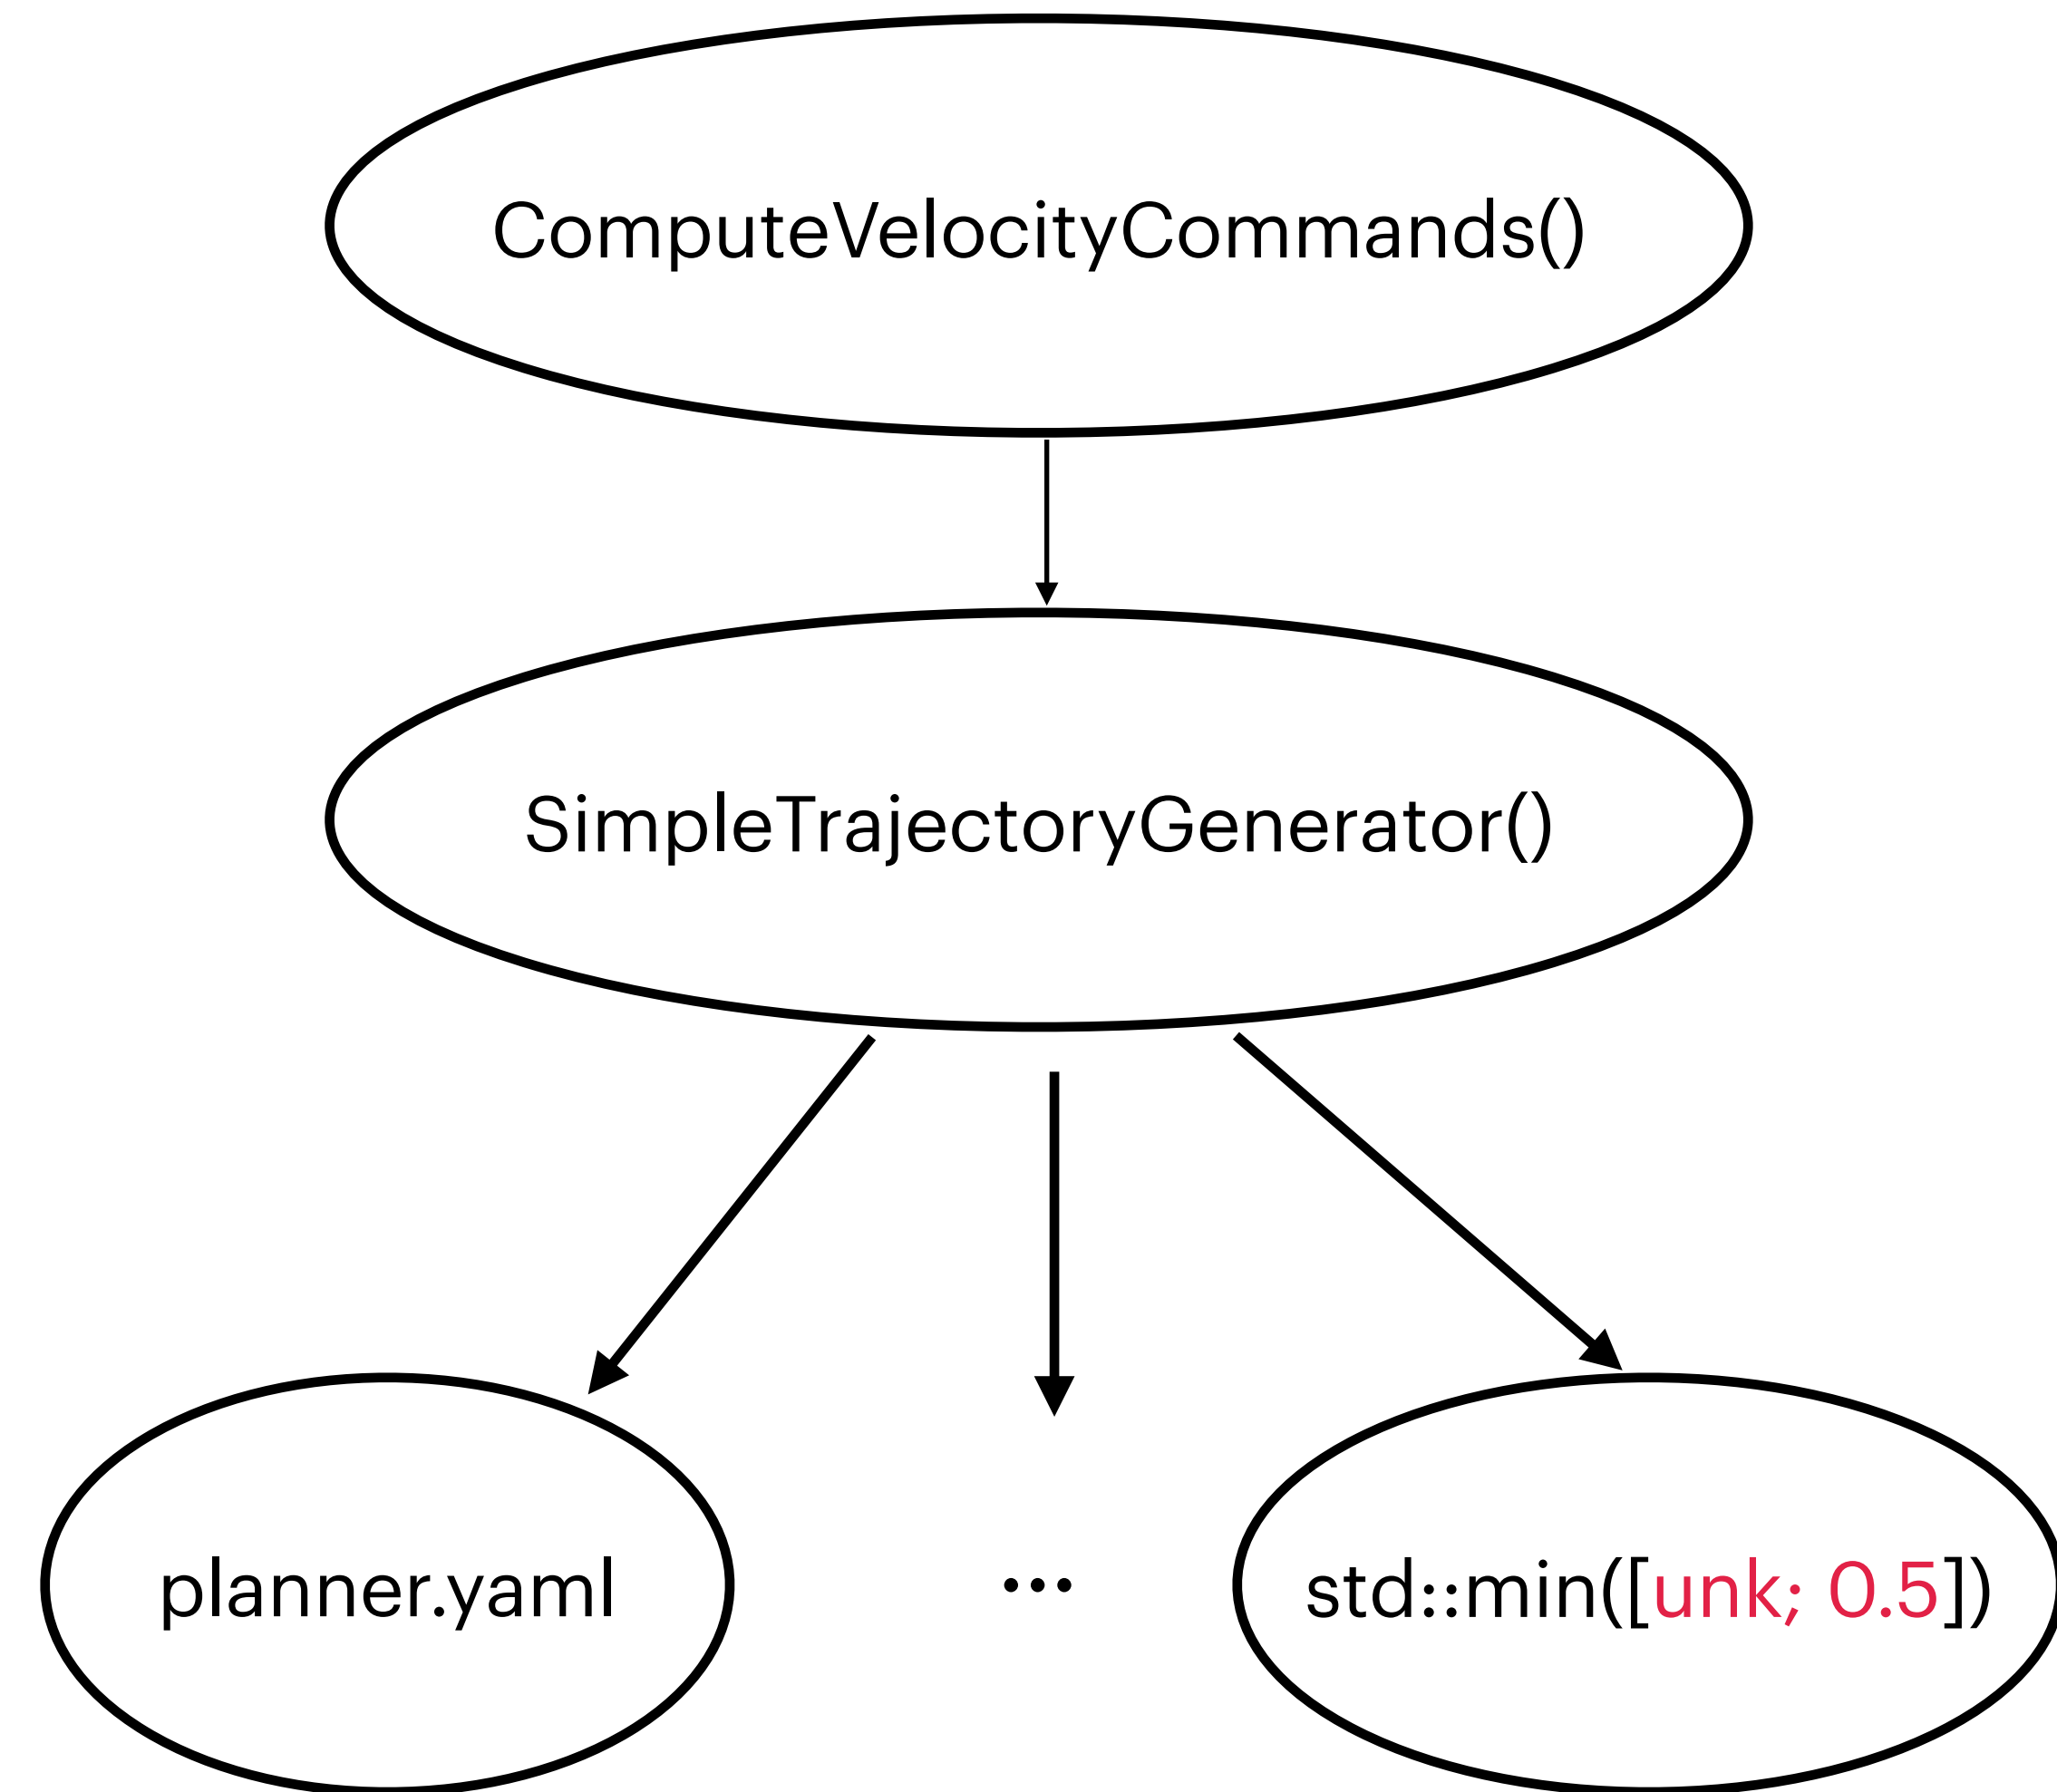 ComputeVelocityCommands()
SimpleTrajectoryGenerator()
planner.yaml
...
std::min([unk; 0.5])